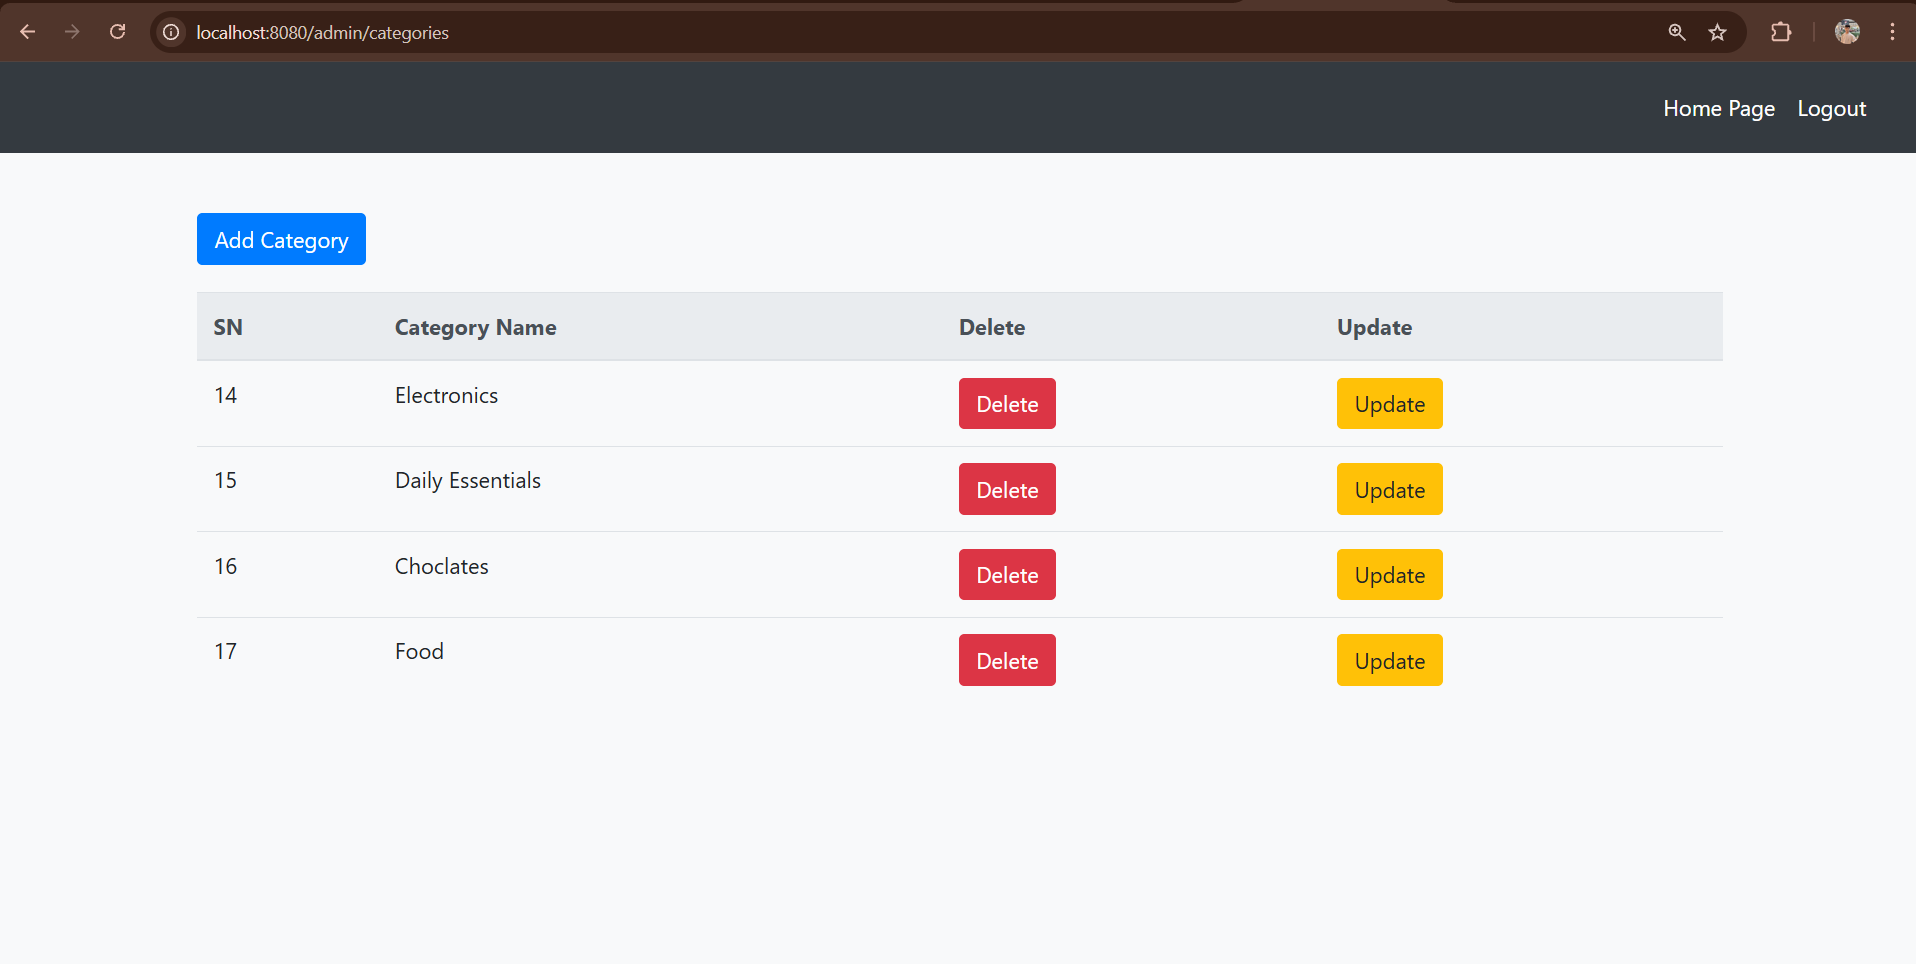 localhost:8080/admin/categories
Home Page Logout
Add Category
SN Category Name Delete Update
14 Electronics Delete Update
15 Daily Essentials Delete Update
16 Choclates Delete Update
17 Food Delete Update